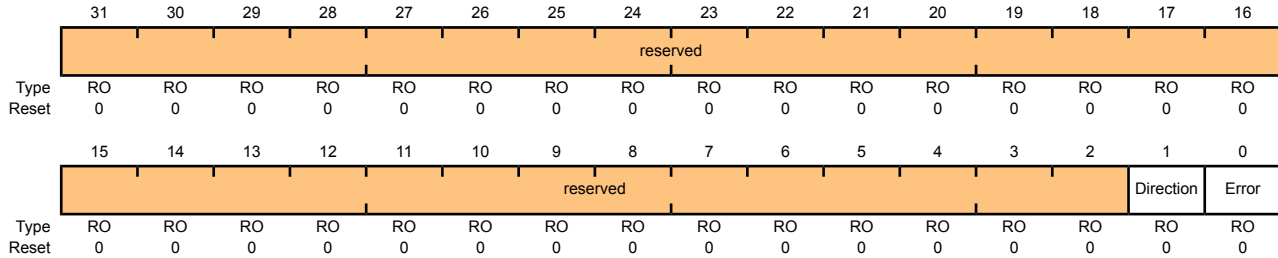 31 30 29 28 27 26 25 24 23 22 21 20 19 18 17 16
reserved
Type RO RO RO RO RO RO RO RO RO RO RO RO RO RO RO RO
Reset 0 0 0 0 0 0 0 0 0 0 0 0 0 0 0 0
15 14 13 12 11 10 9 8 7 6 5 4 3 2 1 0
reserved Direction Error
Type RO RO RO RO RO RO RO RO RO RO RO RO RO RO RO RO
Reset 0 0 0 0 0 0 0 0 0 0 0 0 0 0 0 0